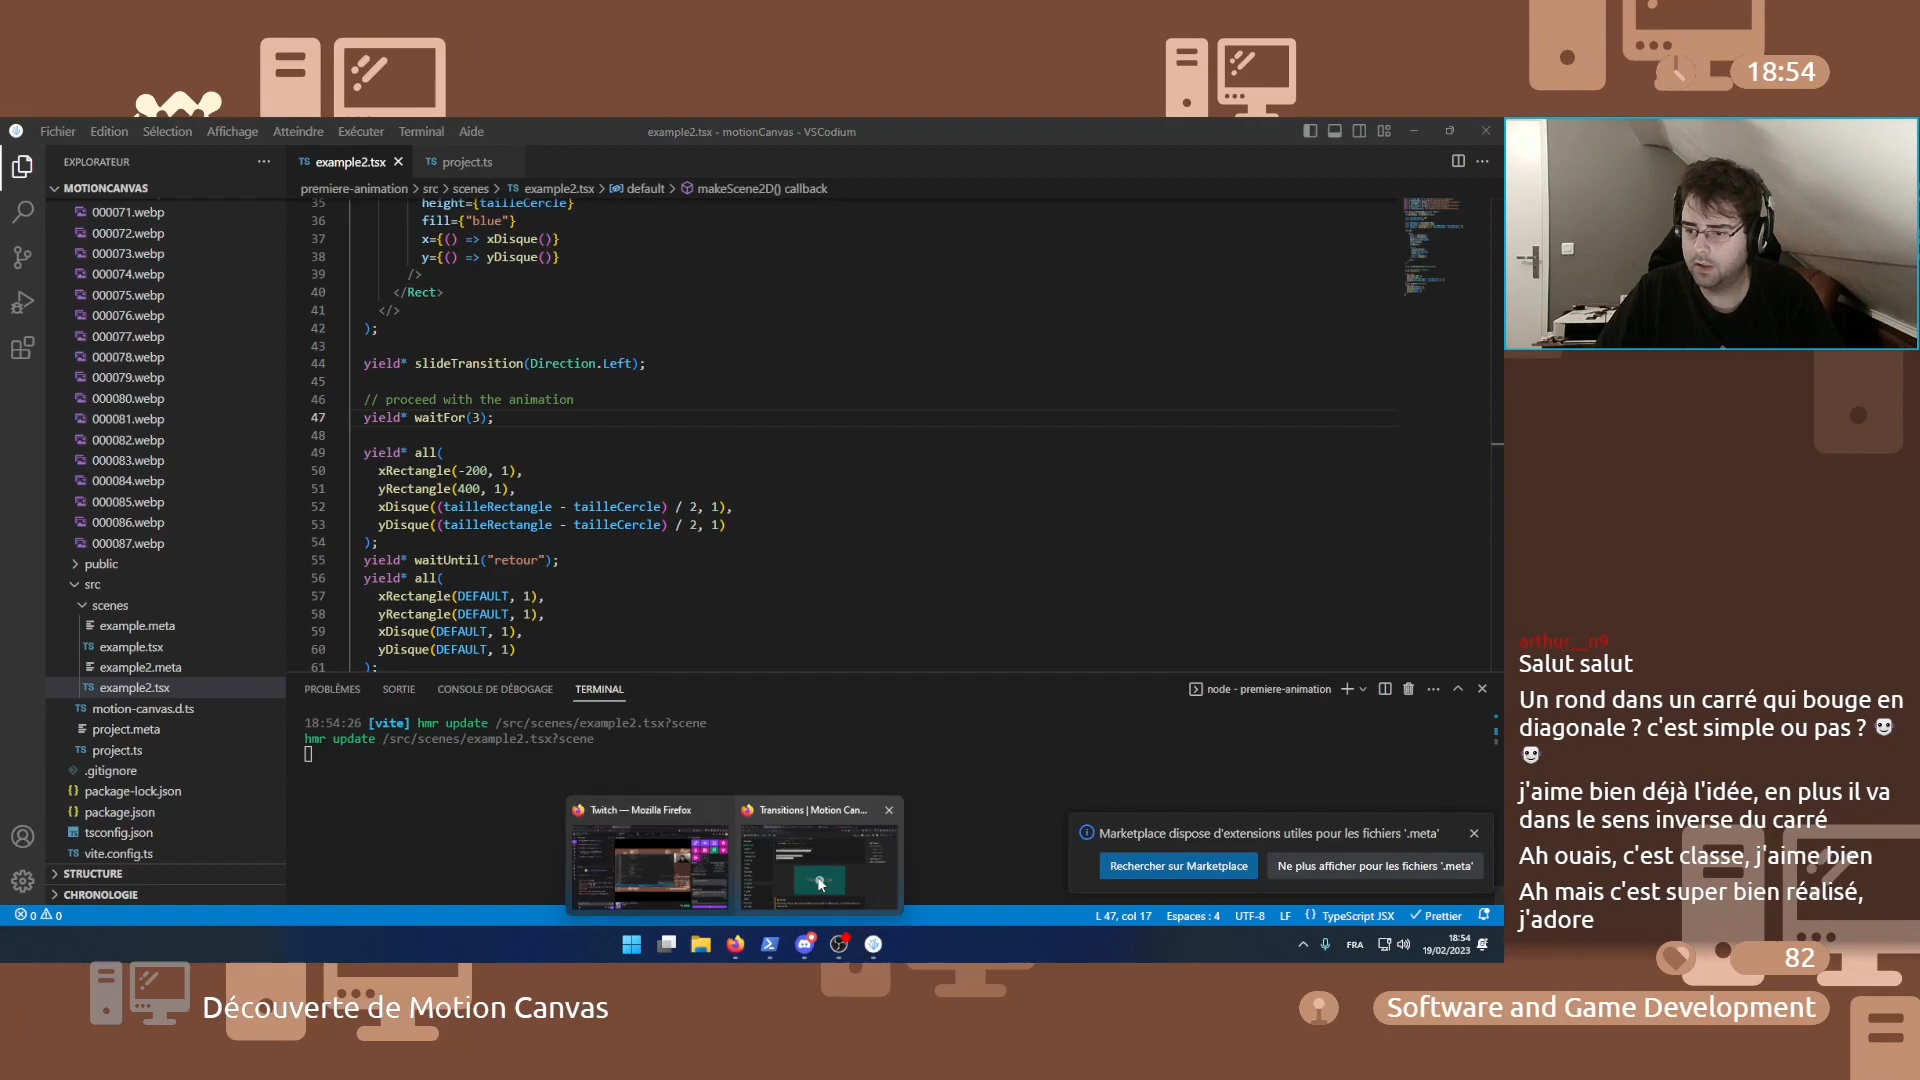 18:54
Fichier Edition Sélection Affichage Atteindre Exécuter Terminal Aide
example2.tsx - motionCanvas - VSCodium
EXPLORATEUR
MOTIONCANVAS
000071.webp
000072.webp
000073.webp
000074.webp
000075.webp
000076.webp
000077.webp
000078.webp
000079.webp
000080.webp
000081.webp
000082.webp
000083.webp
000084.webp
000085.webp
000086.webp
000087.webp
public
src
scenes
example.meta
TS example.tsx
example2.meta
TS example2.tsx
TS motion-canvas.d.ts
project.meta
TS project.ts
.gitignore
{} package-lock.json
{} package.json
tsconfig.json
TS vite.config.ts
STRUCTURE
CHRONOLOGIE
TS example2.tsx
TS project.ts
premiere-animation > src > scenes > TS example2.tsx > default > makeScene2D() callback
35 height={tailleCercle}
36 fill={"blue"}
37 x={() => xDisque()}
38 y={() => yDisque()}
39 />
40 </Rect>
41 </>
42 );
43
44 yield* slideTransition(Direction.Left);
45
46 // proceed with the animation
47 yield* waitFor(3);
48
49 yield* all(
50 xRectangle(-200, 1),
51 yRectangle(400, 1),
52 xDisque((tailleRectangle - tailleCercle) / 2, 1),
53 yDisque((tailleRectangle - tailleCercle) / 2, 1)
54 );
55 yield* waitUntil("retour");
56 yield* all(
57 xRectangle(DEFAULT, 1),
58 yRectangle(DEFAULT, 1),
59 xDisque(DEFAULT, 1),
60 yDisque(DEFAULT, 1)
61 );
PROBLÈMES SORTIE CONSOLE DE DÉBOGAGE TERMINAL
node - premiere-animation
18:54:26 [vite] hmr update /src/scenes/example2.tsx?scene
hmr update /src/scenes/example2.tsx?scene
Twitch — Mozilla Firefox
Transitions | Motion Can...
Marketplace dispose d'extensions utiles pour les fichiers '.meta'
Rechercher sur Marketplace
Ne plus afficher pour les fichiers '.meta'
0 0
L 47, col 17 Espaces : 4 UTF-8 LF {} TypeScript JSX Prettier
FRA
18:54
19/02/2023
arthur__n9
Salut salut
Un rond dans un carré qui bouge en
diagonale ? c'est simple ou pas ?
j'aime bien déjà l'idée, en plus il va
dans le sens inverse du carré
Ah ouais, c'est classe, j'aime bien
Ah mais c'est super bien réalisé,
j'adore
82
Découverte de Motion Canvas
Software and Game Development